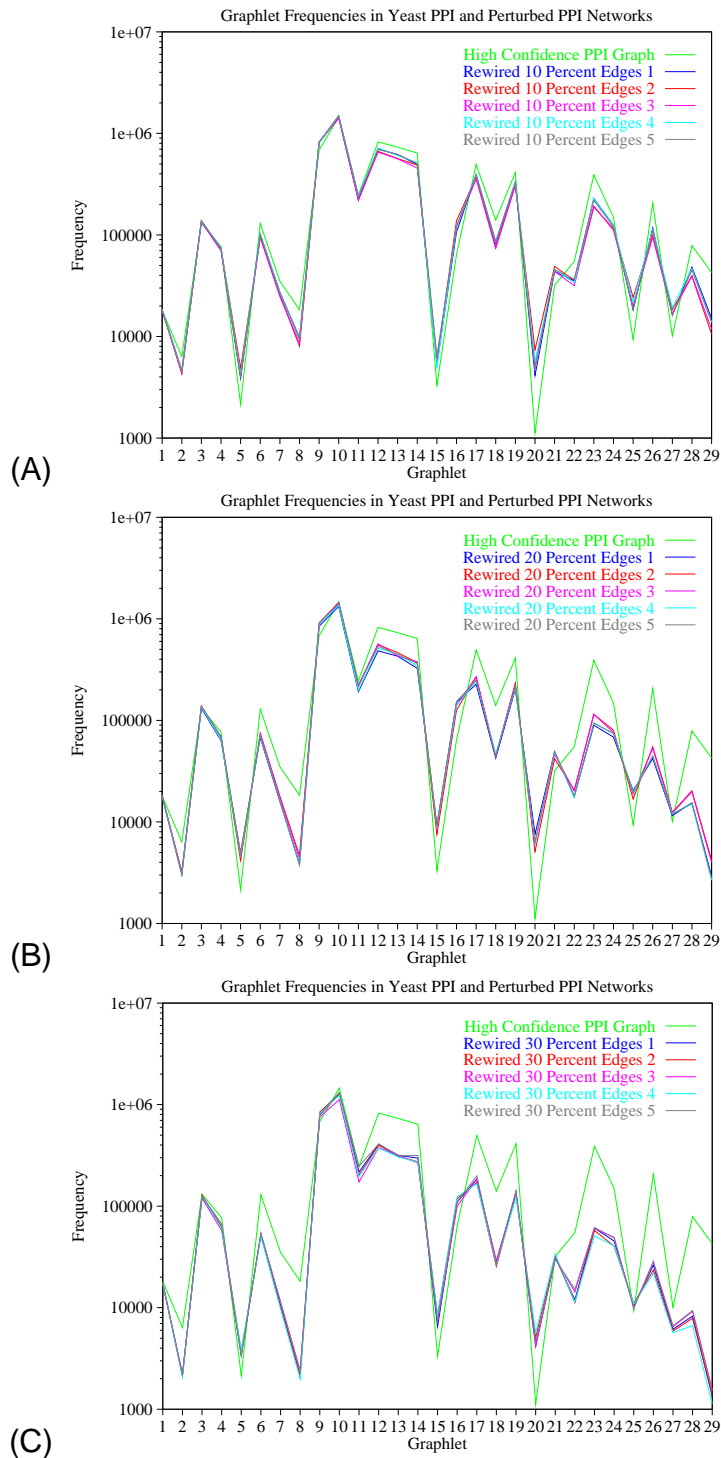 Graphlet Frequencies in Yeast PPI and Perturbed PPI Networks
1e+07
1e+06
100000
10000
1000
Frequency
High Confidence PPI Graph
Rewired 10 Percent Edges 1
Rewired 10 Percent Edges 2
Rewired 10 Percent Edges 3
Rewired 10 Percent Edges 4
Rewired 10 Percent Edges 5
1 2 3 4 5 6 7 8 9 10 11 12 13 14 15 16 17 18 19 20 21 22 23 24 25 26 27 28 29
Graphlet
(A)
Graphlet Frequencies in Yeast PPI and Perturbed PPI Networks
1e+07
1e+06
100000
10000
1000
Frequency
High Confidence PPI Graph
Rewired 20 Percent Edges 1
Rewired 20 Percent Edges 2
Rewired 20 Percent Edges 3
Rewired 20 Percent Edges 4
Rewired 20 Percent Edges 5
1 2 3 4 5 6 7 8 9 10 11 12 13 14 15 16 17 18 19 20 21 22 23 24 25 26 27 28 29
Graphlet
(B)
Graphlet Frequencies in Yeast PPI and Perturbed PPI Networks
1e+07
1e+06
100000
10000
1000
Frequency
High Confidence PPI Graph
Rewired 30 Percent Edges 1
Rewired 30 Percent Edges 2
Rewired 30 Percent Edges 3
Rewired 30 Percent Edges 4
Rewired 30 Percent Edges 5
1 2 3 4 5 6 7 8 9 10 11 12 13 14 15 16 17 18 19 20 21 22 23 24 25 26 27 28 29
Graphlet
(C)